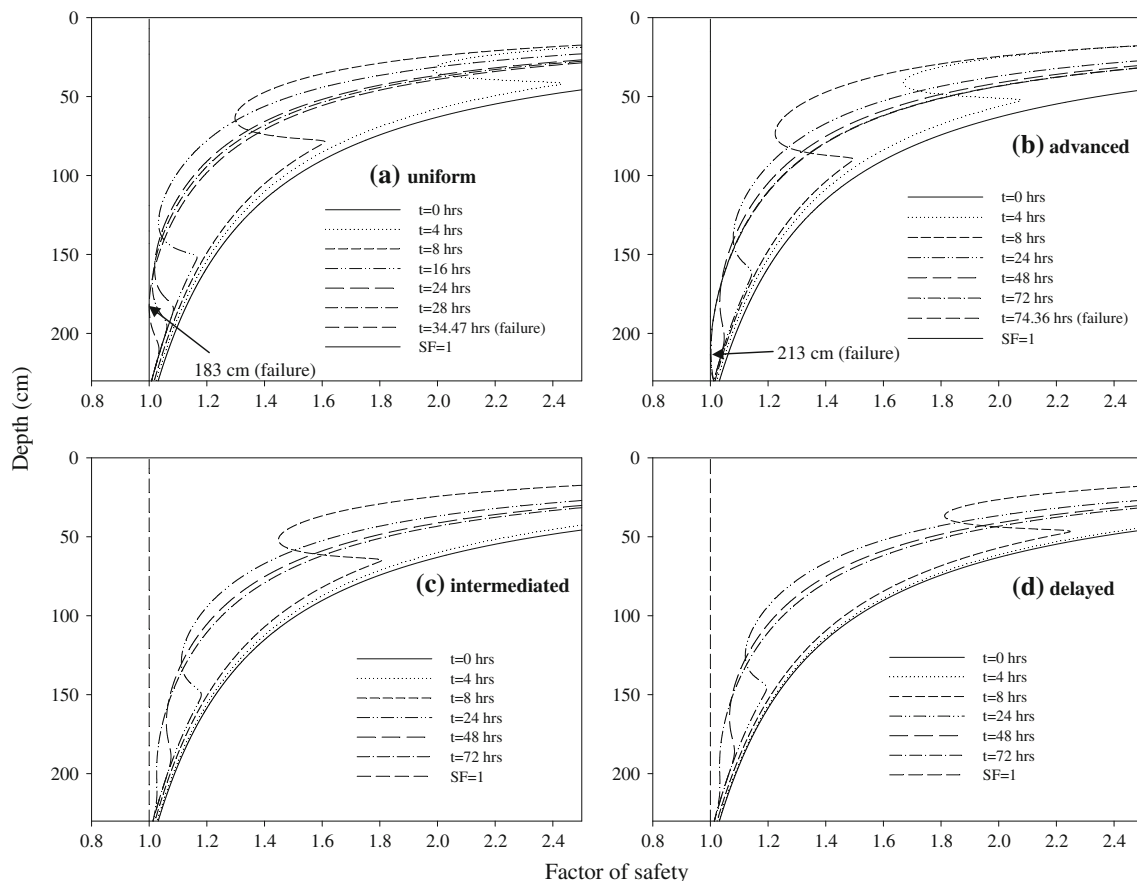 0
50
100
150
200
(a) uniform
t=0 hrs
t=4 hrs
t=8 hrs
t=16 hrs
t=24 hrs
t=28 hrs
t=34.47 hrs (failure)
SF=1
183 cm (failure)
0.8 1.0 1.2 1.4 1.6 1.8 2.0 2.2 2.4
0
50
100
150
200
(b) advanced
t=0 hrs
t=4 hrs
t=8 hrs
t=24 hrs
t=48 hrs
t=72 hrs
t=74.36 hrs (failure)
SF=1
213 cm (failure)
0.8 1.0 1.2 1.4 1.6 1.8 2.0 2.2 2.4
Depth (cm)
0
50
100
150
200
(c) intermediated
t=0 hrs
t=4 hrs
t=8 hrs
t=24 hrs
t=48 hrs
t=72 hrs
SF=1
0.8 1.0 1.2 1.4 1.6 1.8 2.0 2.2 2.4
0
50
100
150
200
(d) delayed
t=0 hrs
t=4 hrs
t=8 hrs
t=24 hrs
t=48 hrs
t=72 hrs
SF=1
0.8 1.0 1.2 1.4 1.6 1.8 2.0 2.2 2.4
Factor of safety